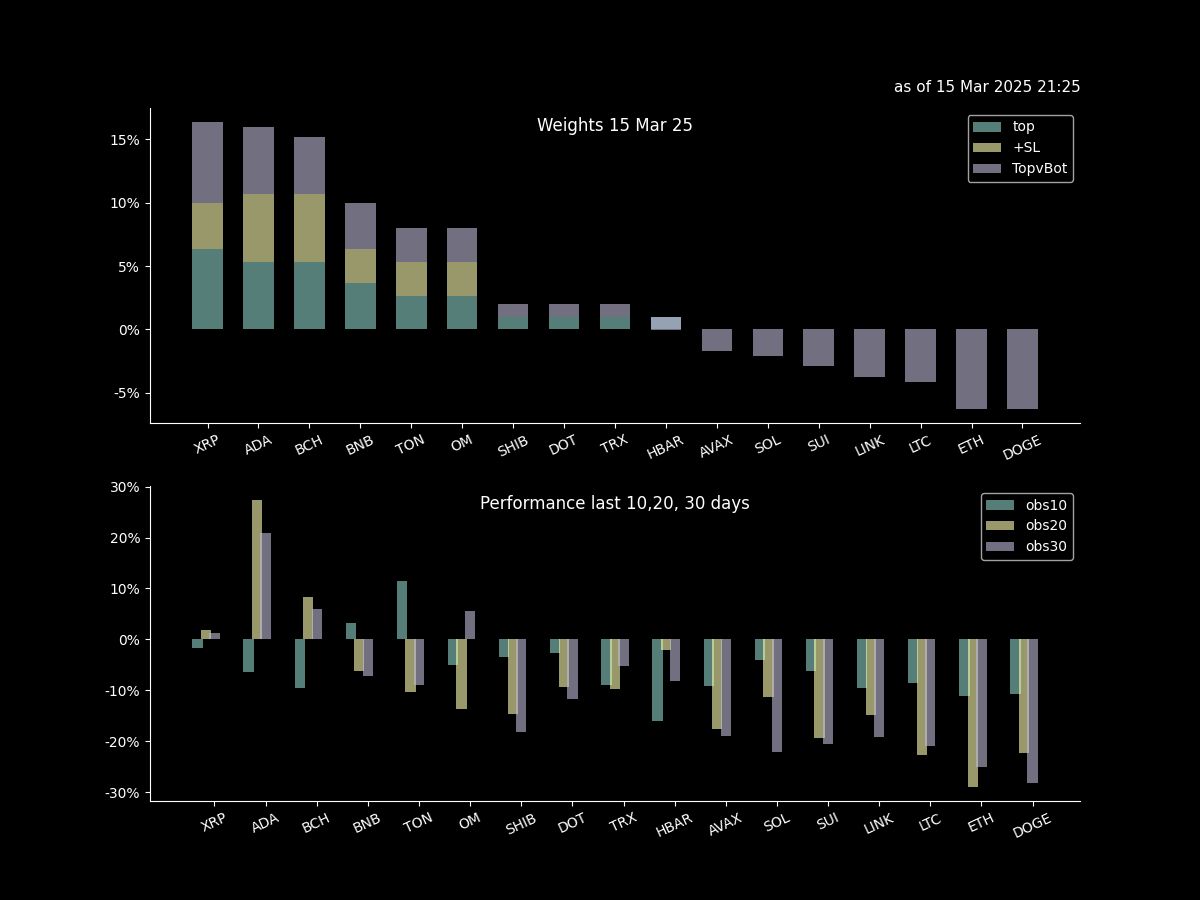 as of 15 Mar 2025 21:25
Weights 15 Mar 25
top
+SL
TopvBot
15%
10%
5%
0%
-5%
XRP ADA BCH BNB TON OM SHIB DOT TRX HBAR AVAX SOL SUI LINK LTC ETH DOGE
Performance last 10,20, 30 days
obs10
obs20
obs30
30%
20%
10%
0%
-10%
-20%
-30%
XRP ADA BCH BNB TON OM SHIB DOT TRX HBAR AVAX SOL SUI LINK LTC ETH DOGE